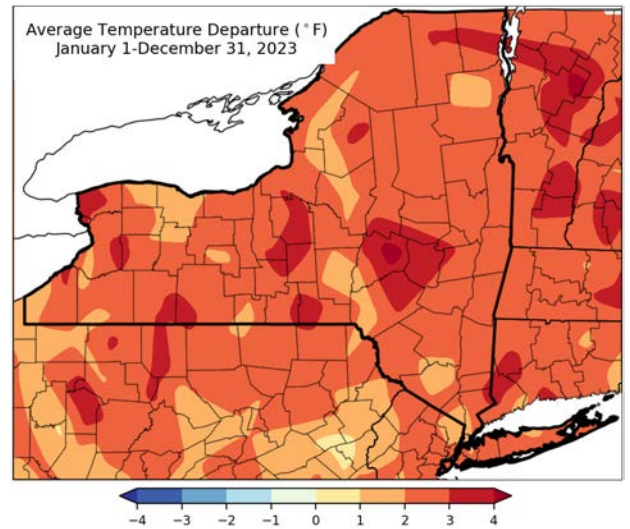 Average Temperature Departure (°F)
January 1-December 31, 2023
−4 −3 −2 −1 0 1 2 3 4